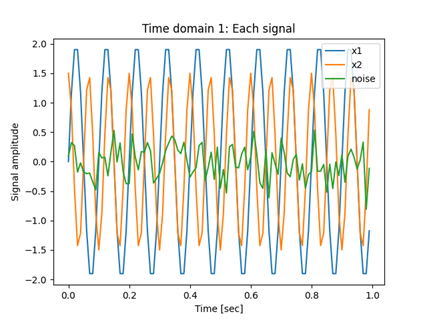 Time domain 1: Each signal
x1
x2
noise
2.0
1.5
1.0
0.5
0.0
−0.5
−1.0
−1.5
−2.0
Signal amplitude
0.0 0.2 0.4 0.6 0.8 1.0
Time [sec]